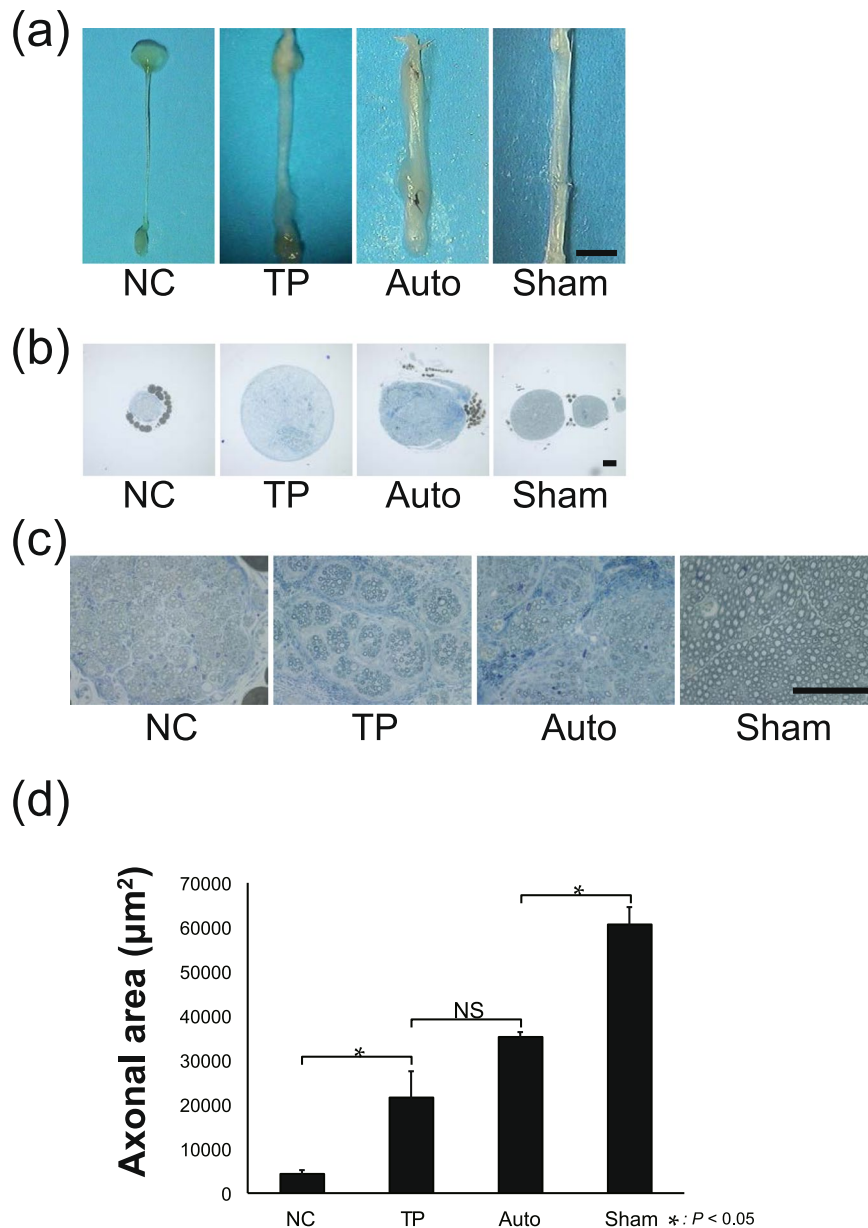 (a)
NC TP Auto Sham
(b)
NC TP Auto Sham
(c)
NC TP Auto Sham
(d)
Axonal area (µm²)
70000
60000
50000
40000
30000
20000
10000
0
*
NS
*
NC TP Auto Sham *: P < 0.05